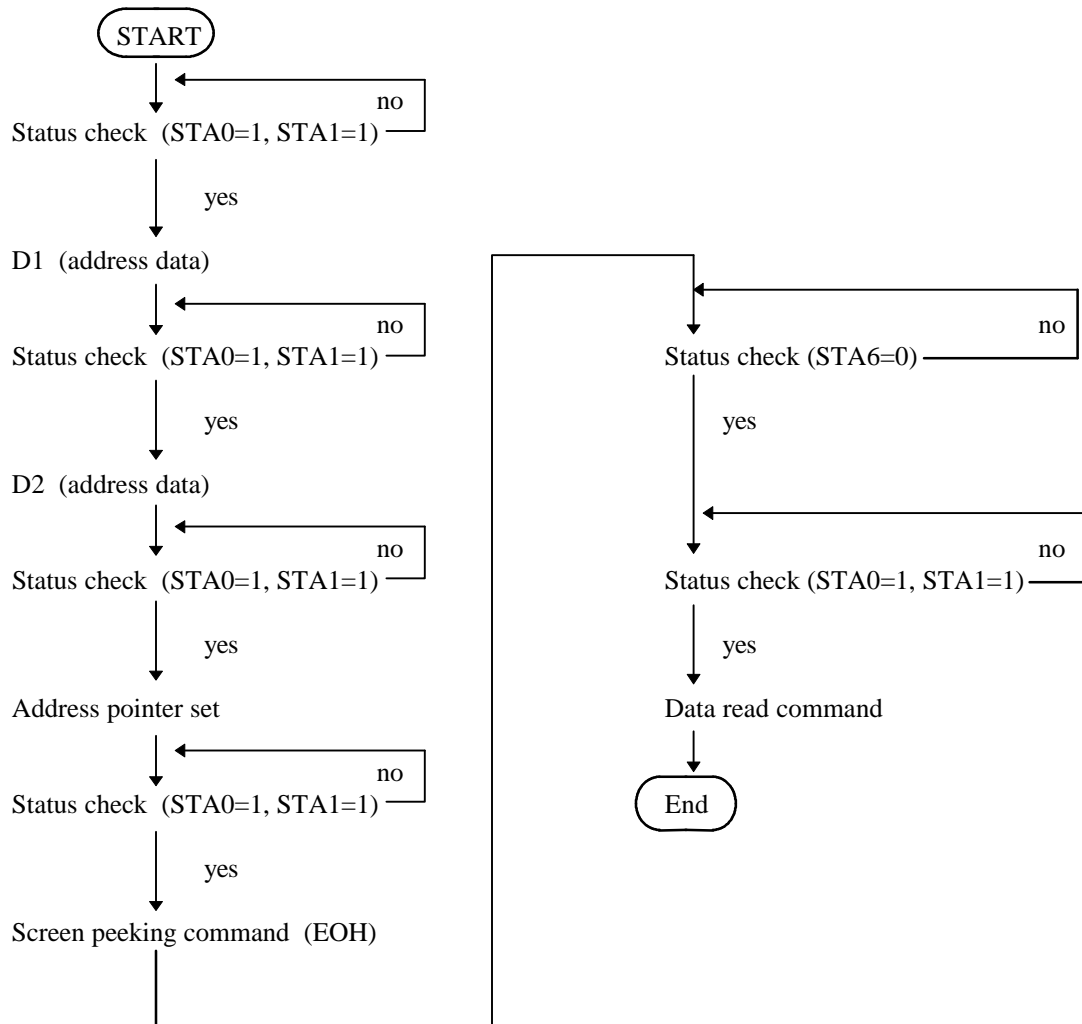 START
no
Status check (STA0=1, STA1=1)
yes
D1 (address data)
no
Status check (STA0=1, STA1=1)
yes
D2 (address data)
no
Status check (STA0=1, STA1=1)
yes
Address pointer set
no
Status check (STA0=1, STA1=1)
yes
Screen peeking command (EOH)
no
Status check (STA6=0)
yes
no
Status check (STA0=1, STA1=1)
yes
Data read command
End